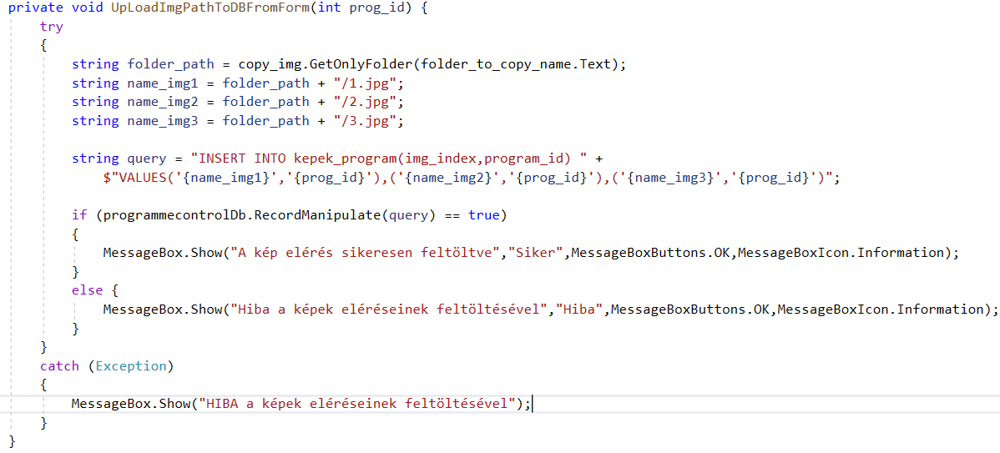 private void UpLoadImgPathToDBFromForm(int prog_id) {
    try
    {
        string folder_path = copy_img.GetOnlyFolder(folder_to_copy_name.Text);
        string name_img1 = folder_path + "/1.jpg";
        string name_img2 = folder_path + "/2.jpg";
        string name_img3 = folder_path + "/3.jpg";

        string query = "INSERT INTO kepek_program(img_index,program_id) " +
            $"VALUES('{name_img1}','{prog_id}'),('{name_img2}','{prog_id}'),('{name_img3}','{prog_id}')";

        if (programmecontrolDb.RecordManipulate(query) == true)
        {
            MessageBox.Show("A kép elérés sikeresen feltöltve","Siker",MessageBoxButtons.OK,MessageBoxIcon.Information);
        }
        else {
            MessageBox.Show("Hiba a képek eléréseinek feltöltésével","Hiba",MessageBoxButtons.OK,MessageBoxIcon.Information);
        }
    }
    catch (Exception)
    {
        MessageBox.Show("HIBA a képek eléréseinek feltöltésével");
    }
}